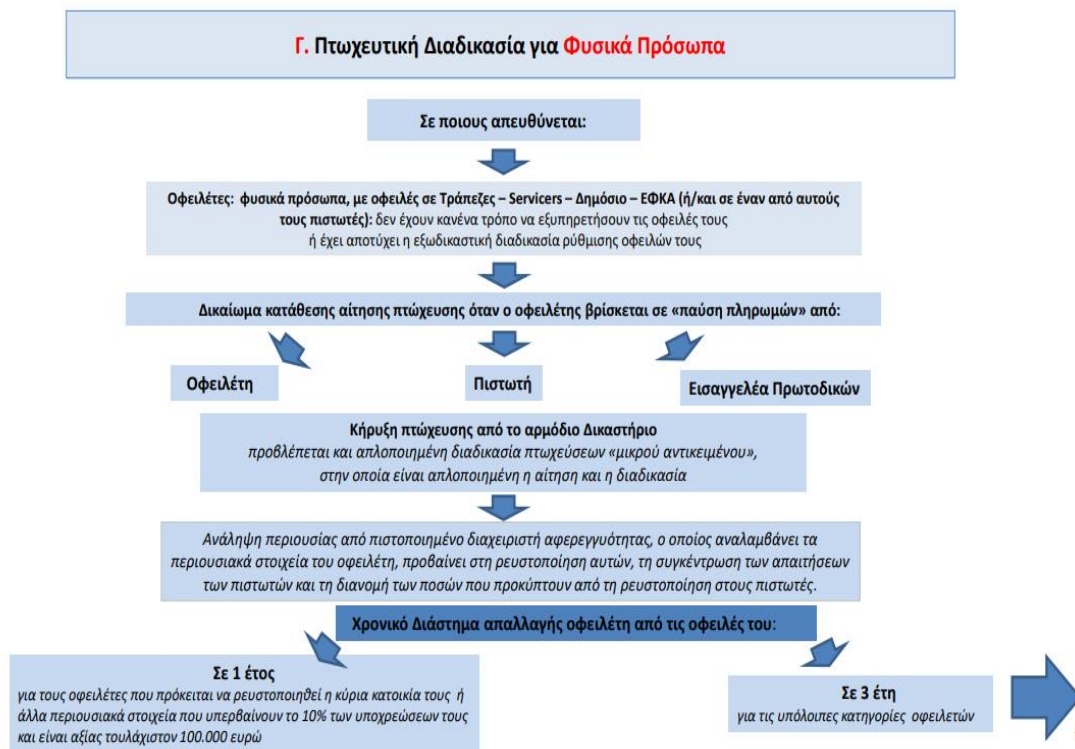 Γ. Πτωχευτική Διαδικασία για Φυσικά Πρόσωπα
Σε ποιους απευθύνεται:
Οφειλέτες: φυσικά πρόσωπα, με οφειλές σε Τράπεζες – Servicers – Δημόσιο – ΕΦΚΑ (ή/και σε έναν από αυτούς
τους πιστωτές): δεν έχουν κανένα τρόπο να εξυπηρετήσουν τις οφειλές τους
ή έχει αποτύχει η εξωδικαστική διαδικασία ρύθμισης οφειλών τους
Δικαίωμα κατάθεσης αίτησης πτώχευσης όταν ο οφειλέτης βρίσκεται σε «παύση πληρωμών» από:
Οφειλέτη
Πιστωτή
Εισαγγελέα Πρωτοδικών
Κήρυξη πτώχευσης από το αρμόδιο Δικαστήριο
προβλέπεται και απλοποιημένη διαδικασία πτωχεύσεων «μικρού αντικειμένου»,
στην οποία είναι απλοποιημένη η αίτηση και η διαδικασία
Ανάληψη περιουσίας από πιστοποιημένο διαχειριστή αφερεγγυότητας, ο οποίος αναλαμβάνει τα
περιουσιακά στοιχεία του οφειλέτη, προβαίνει στη ρευστοποίηση αυτών, τη συγκέντρωση των απαιτήσεων
των πιστωτών και τη διανομή των ποσών που προκύπτουν από τη ρευστοποίηση στους πιστωτές.
Χρονικό Διάστημα απαλλαγής οφειλέτη από τις οφειλές του:
Σε 1 έτος
για τους οφειλέτες που πρόκειται να ρευστοποιηθεί η κύρια κατοικία τους ή
άλλα περιουσιακά στοιχεία που υπερβαίνουν το 10% των υποχρεώσεων τους
και είναι αξίας τουλάχιστον 100.000 ευρώ
Σε 3 έτη
για τις υπόλοιπες κατηγορίες οφειλετών